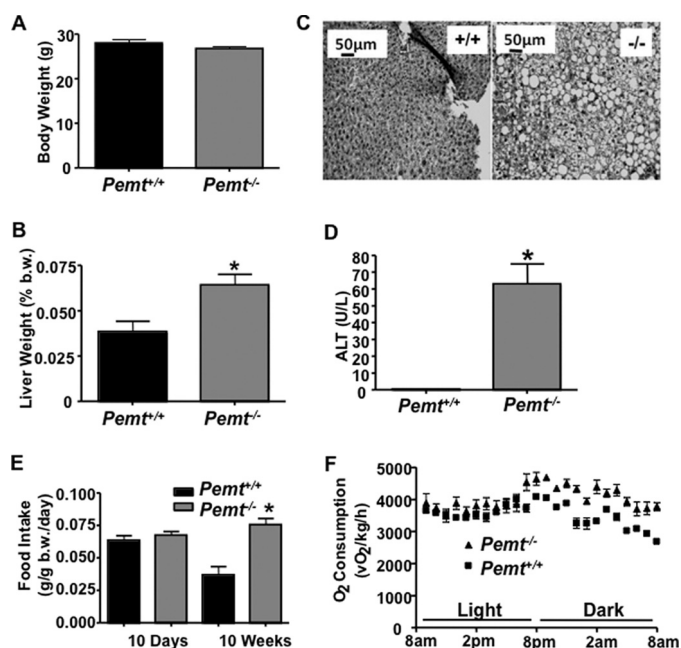 A
Body Weight (g)
30
20
10
0
Pemt+/+
Pemt-/-
B
Liver Weight (% b.w.)
0.075
0.050
0.025
0
Pemt+/+
Pemt-/-
*
C
50μm
+/+
50μm
-/-
D
ALT (U/L)
80
70
60
50
40
30
20
10
0
Pemt+/+
Pemt-/-
*
E
Food Intake
(g/g b.w./day)
0.100
0.075
0.050
0.025
0.000
Pemt+/+
Pemt-/-
*
10 Days
10 Weeks
F
O2 Consumption
(vO2/kg/h)
5000
4000
3000
2000
1000
0
Pemt-/-
Pemt+/+
Light
Dark
8am
2pm
8pm
2am
8am